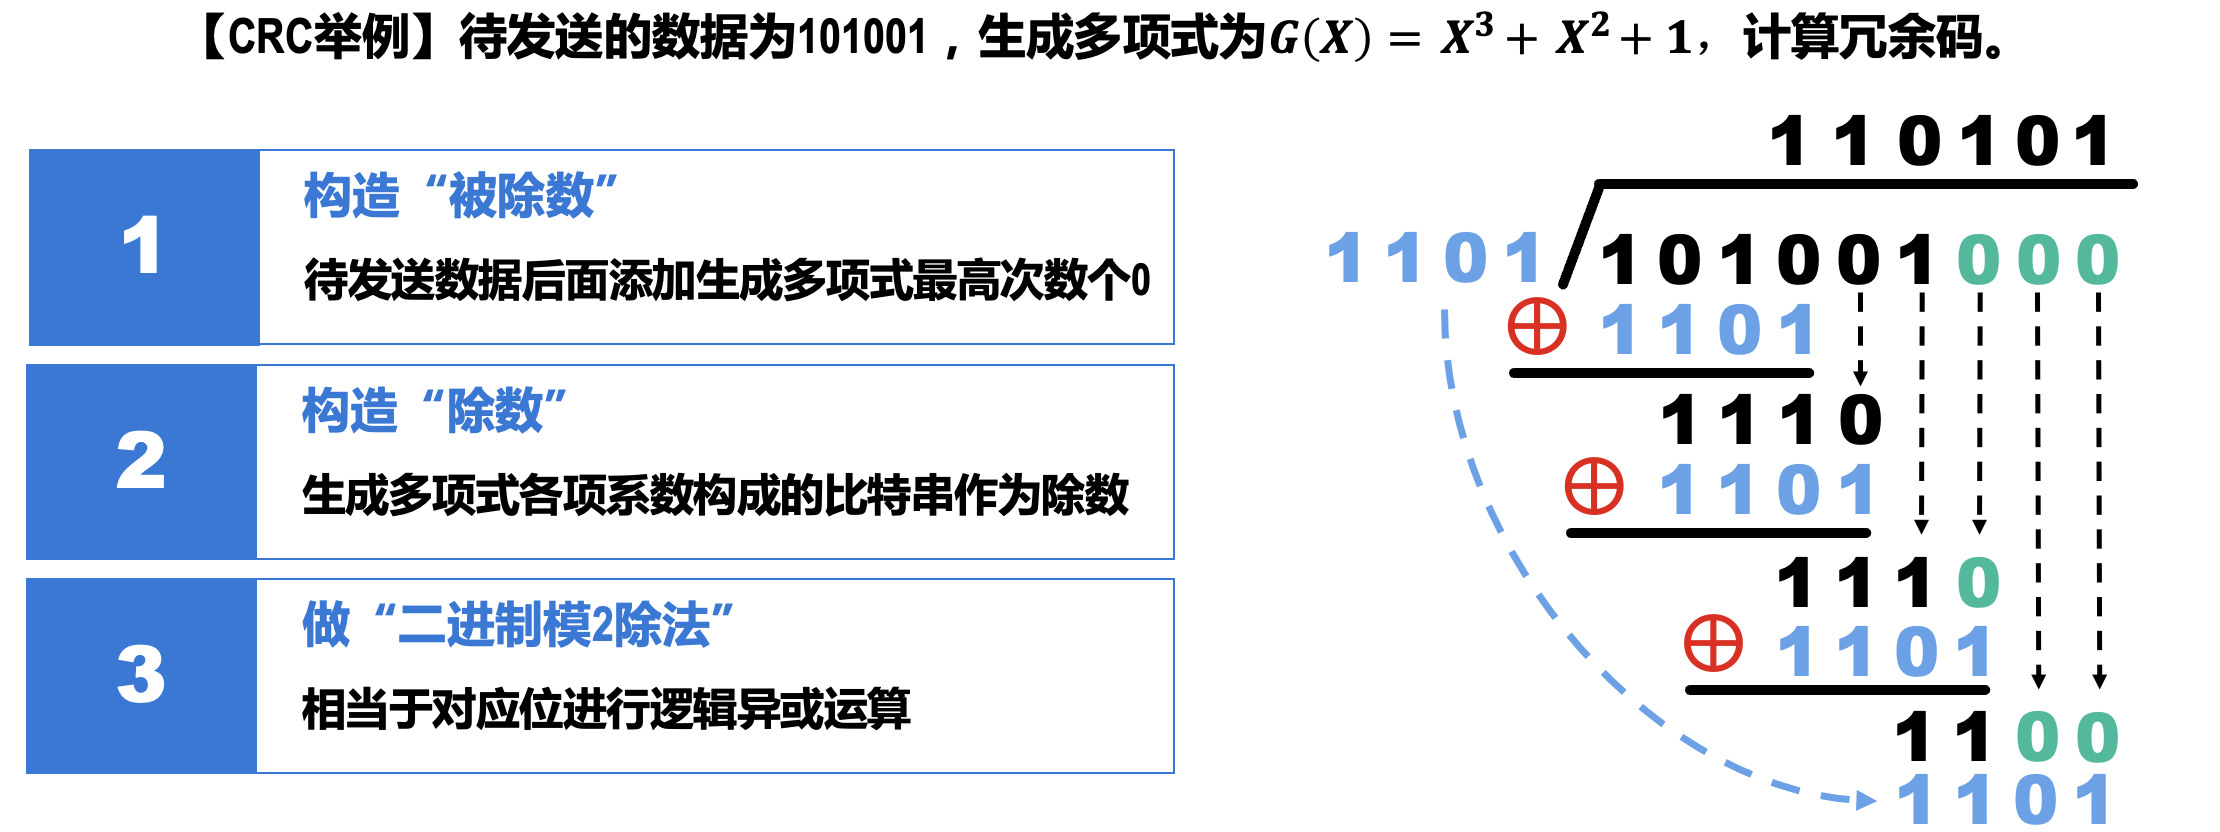 【CRC举例】待发送的数据为101001，生成多项式为G(X) = X³ + X² + 1，计算冗余码。
1
构造“被除数”
待发送数据后面添加生成多项式最高次数个0
2
构造“除数”
生成多项式各项系数构成的比特串作为除数
3
做“二进制模2除法”
相当于对应位进行逻辑异或运算
110101
1101 101001000
⊕ 1101
1110
⊕ 1101
1110
⊕ 1101
1100
1101